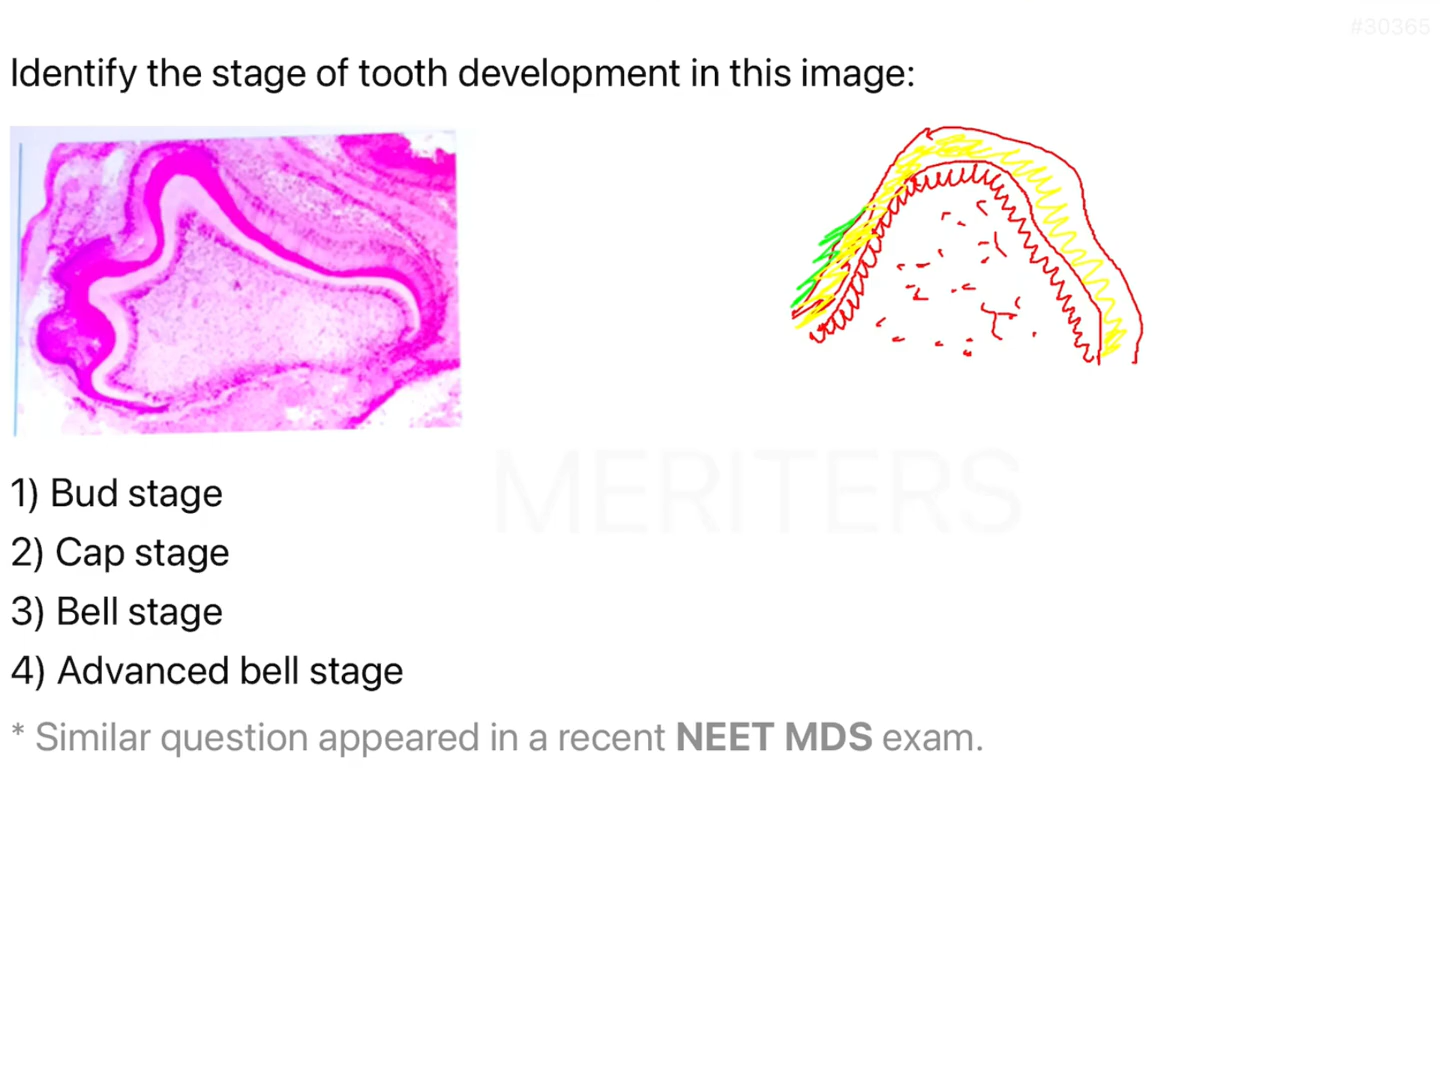 #30365
Identify the stage of tooth development in this image:
MERITERS
1) Bud stage
2) Cap stage
3) Bell stage
4) Advanced bell stage
* Similar question appeared in a recent NEET MDS exam.